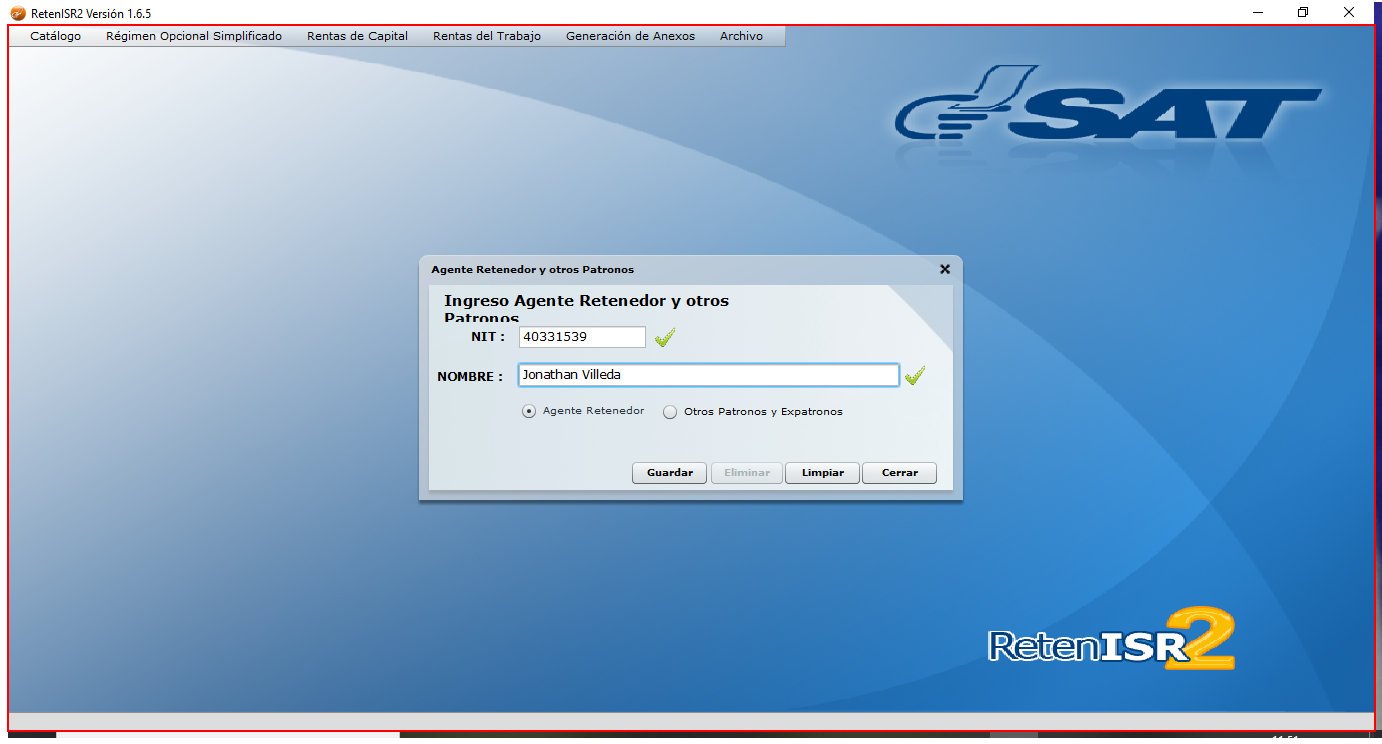 RetenISR2 Versión 1.6.5
Catálogo Régimen Opcional Simplificado Rentas de Capital Rentas del Trabajo Generación de Anexos Archivo
SAT
Agente Retenedor y otros Patronos
Ingreso Agente Retenedor y otros
Patronos
NIT : 40331539
NOMBRE : Jonathan Villeda
Agente Retenedor Otros Patronos y Expatronos
Guardar Eliminar Limpiar Cerrar
RetenISR2